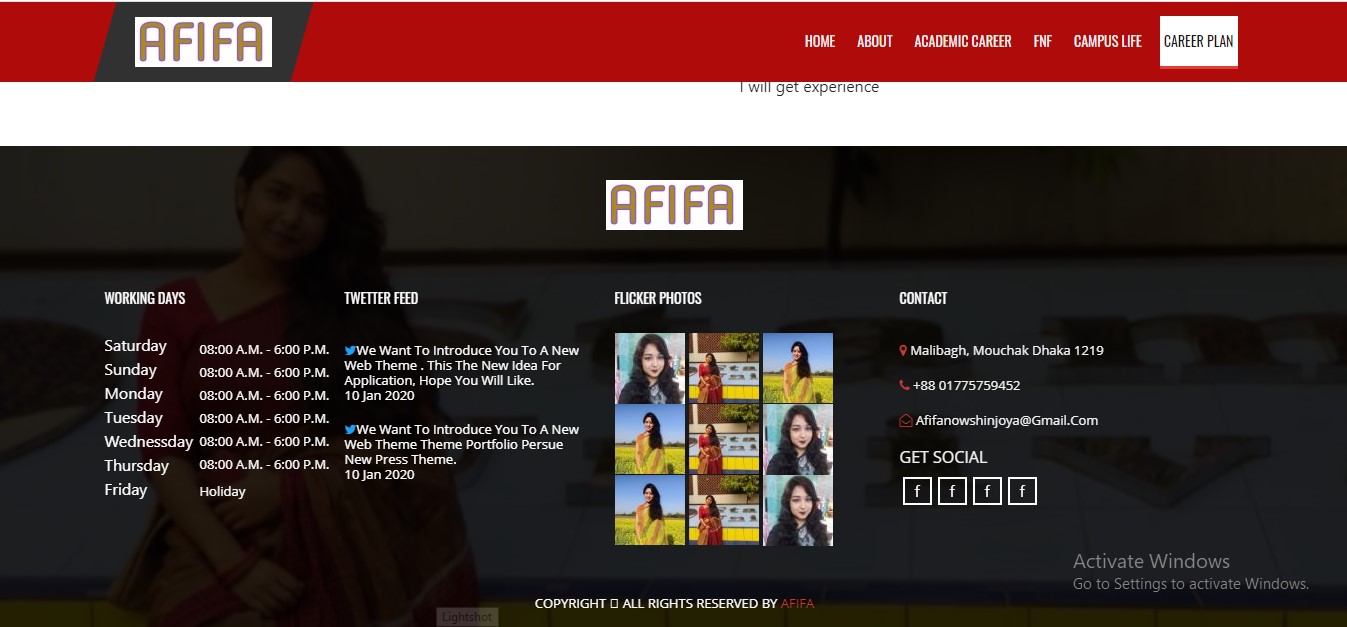 AFIFA
HOME ABOUT ACADEMIC CAREER FNF CAMPUS LIFE CAREER PLAN
I will get experience
AFIFA
WORKING DAYS
Saturday 08:00 A.M. - 6:00 P.M.
Sunday 08:00 A.M. - 6:00 P.M.
Monday 08:00 A.M. - 6:00 P.M.
Tuesday 08:00 A.M. - 6:00 P.M.
Wednessday 08:00 A.M. - 6:00 P.M.
Thursday 08:00 A.M. - 6:00 P.M.
Friday Holiday
TWETTER FEED
We Want To Introduce You To A New
Web Theme . This The New Idea For
Application, Hope You Will Like.
10 Jan 2020
We Want To Introduce You To A New
Web Theme Theme Portfolio Persue
New Press Theme.
10 Jan 2020
FLICKER PHOTOS
CONTACT
Malibagh, Mouchak Dhaka 1219
+88 01775759452
Afifanowshinjoya@Gmail.Com
GET SOCIAL
f f f f
Activate Windows
Go to Settings to activate Windows.
COPYRIGHT ▯ ALL RIGHTS RESERVED BY AFIFA
Lightshot